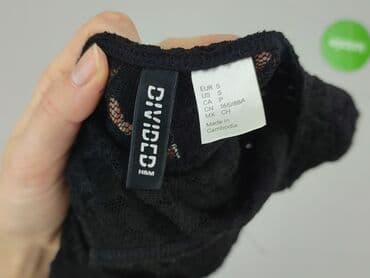 DIVIDED
H&M
EUR S
US S
CA P
CN 165/88A
MX CH
Made in
Cambodia